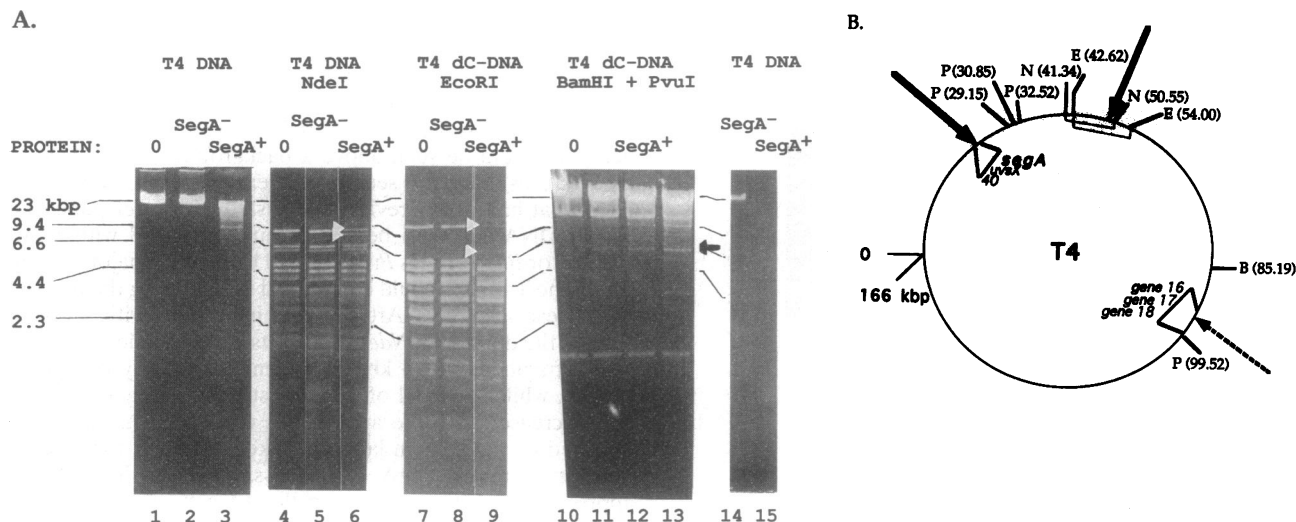 A.
T4 DNA
T4 DNA
NdeI
T4 dC-DNA
EcoRI
T4 dC-DNA
BamHI + PvuI
T4 DNA
PROTEIN:
0
SegA⁻
SegA⁺
0
SegA⁻
SegA⁺
0
SegA⁻
SegA⁺
0
SegA⁺
SegA⁻
SegA⁺
23 kbp
9.4
6.6
4.4
2.3
1 2 3 4 5 6 7 8 9 10 11 12 13 14 15
B.
E (42.62)
N (41.34)
P (30.85)
P (29.15)
P (32.52)
N (50.55)
E (54.00)
segA
uvsX
40
T4
0
166 kbp
B (85.19)
gene 16
gene 17
gene 18
P (99.52)